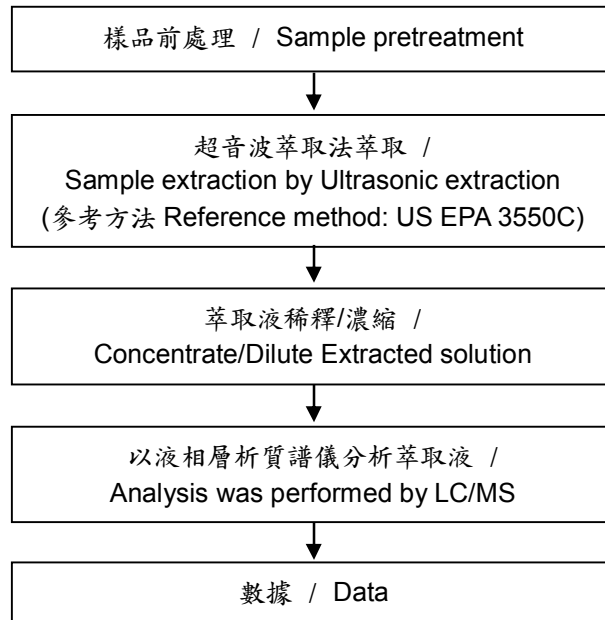 樣品前處理 / Sample pretreatment
超音波萃取法萃取 /
Sample extraction by Ultrasonic extraction
(參考方法 Reference method: US EPA 3550C)
萃取液稀釋/濃縮 /
Concentrate/Dilute Extracted solution
以液相層析質譜儀分析萃取液 /
Analysis was performed by LC/MS
數據 / Data